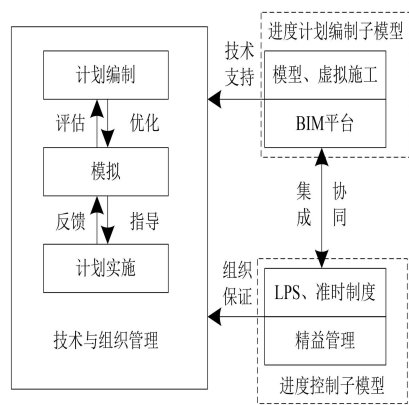 计划编制
评估 优化
模拟
反馈 指导
计划实施
技术与组织管理
技术
支持
组织
保证
进度计划编制子模型
模型、虚拟施工
BIM平台
集 协
成 同
LPS、准时制度
精益管理
进度控制子模型